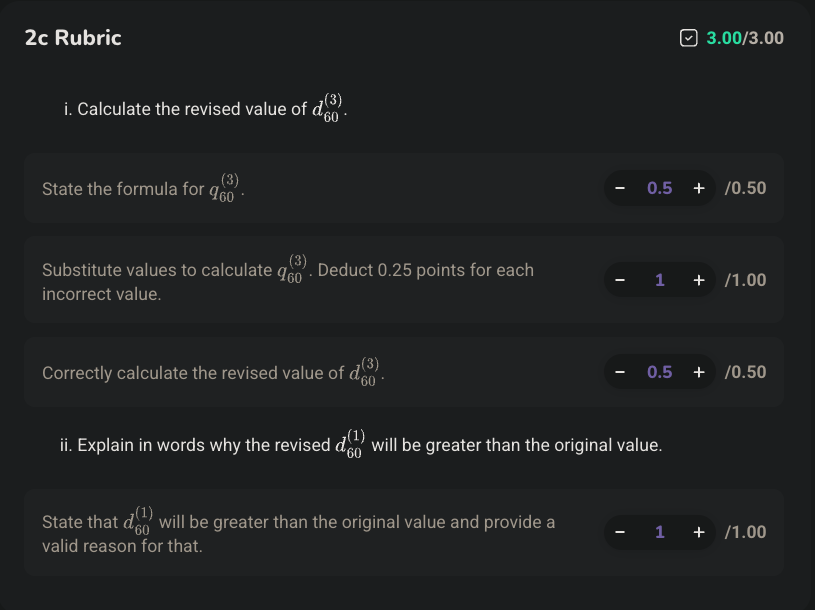 2c Rubric 3.00/3.00
i. Calculate the revised value of $d_{60}^{(3)}$.
State the formula for $q_{60}^{(3)}$. − 0.5 + /0.50
Substitute values to calculate $q_{60}^{(3)}$. Deduct 0.25 points for each
incorrect value. − 1 + /1.00
Correctly calculate the revised value of $d_{60}^{(3)}$. − 0.5 + /0.50
ii. Explain in words why the revised $d_{60}^{(1)}$ will be greater than the original value.
State that $d_{60}^{(1)}$ will be greater than the original value and provide a
valid reason for that. − 1 + /1.00